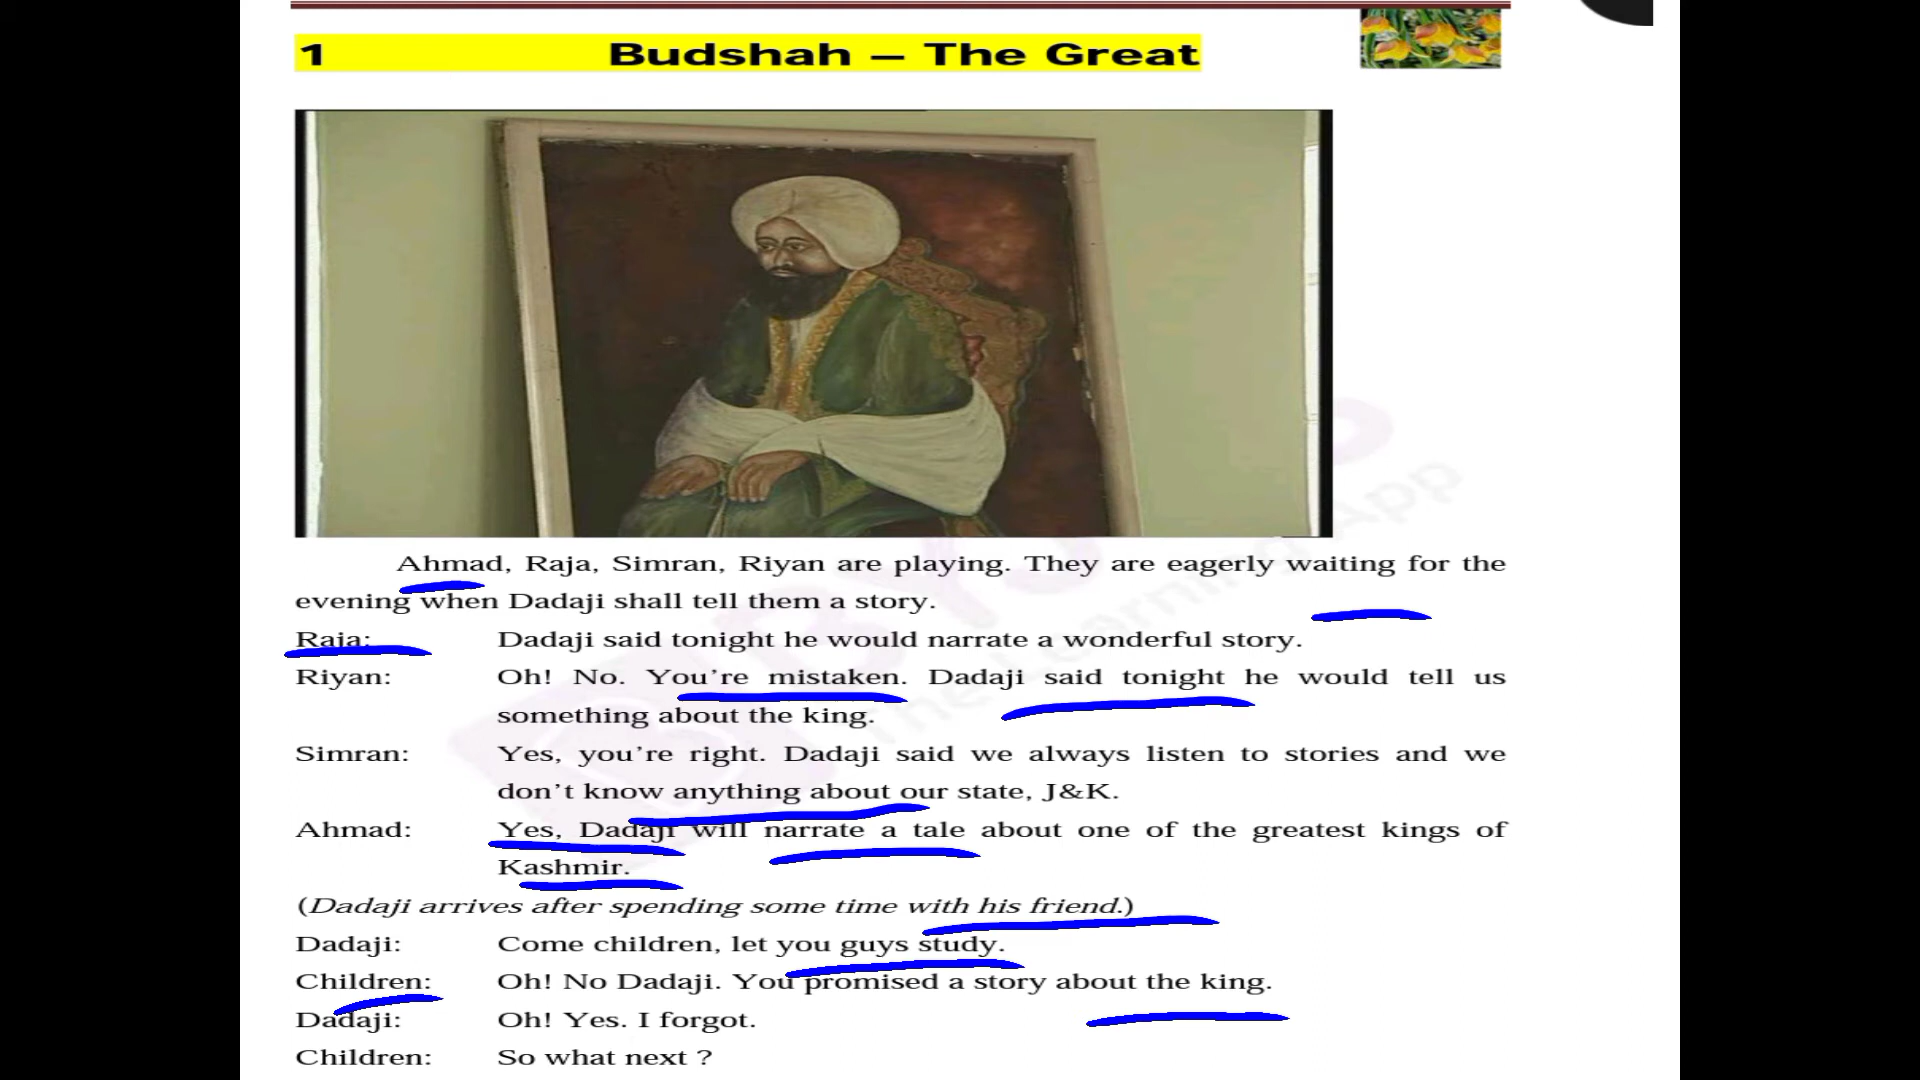 1 Budshah – The Great
Ahmad, Raja, Simran, Riyan are playing. They are eagerly waiting for the
evening when Dadaji shall tell them a story.
Raja: Dadaji said tonight he would narrate a wonderful story.
Riyan: Oh! No. You're mistaken. Dadaji said tonight he would tell us
something about the king.
Simran: Yes, you're right. Dadaji said we always listen to stories and we
don't know anything about our state, J&K.
Ahmad: Yes, Dadaji will narrate a tale about one of the greatest kings of
Kashmir.
(Dadaji arrives after spending some time with his friend.)
Dadaji: Come children, let you guys study.
Children: Oh! No Dadaji. You promised a story about the king.
Dadaji: Oh! Yes. I forgot.
Children: So what next ?
The Learning App